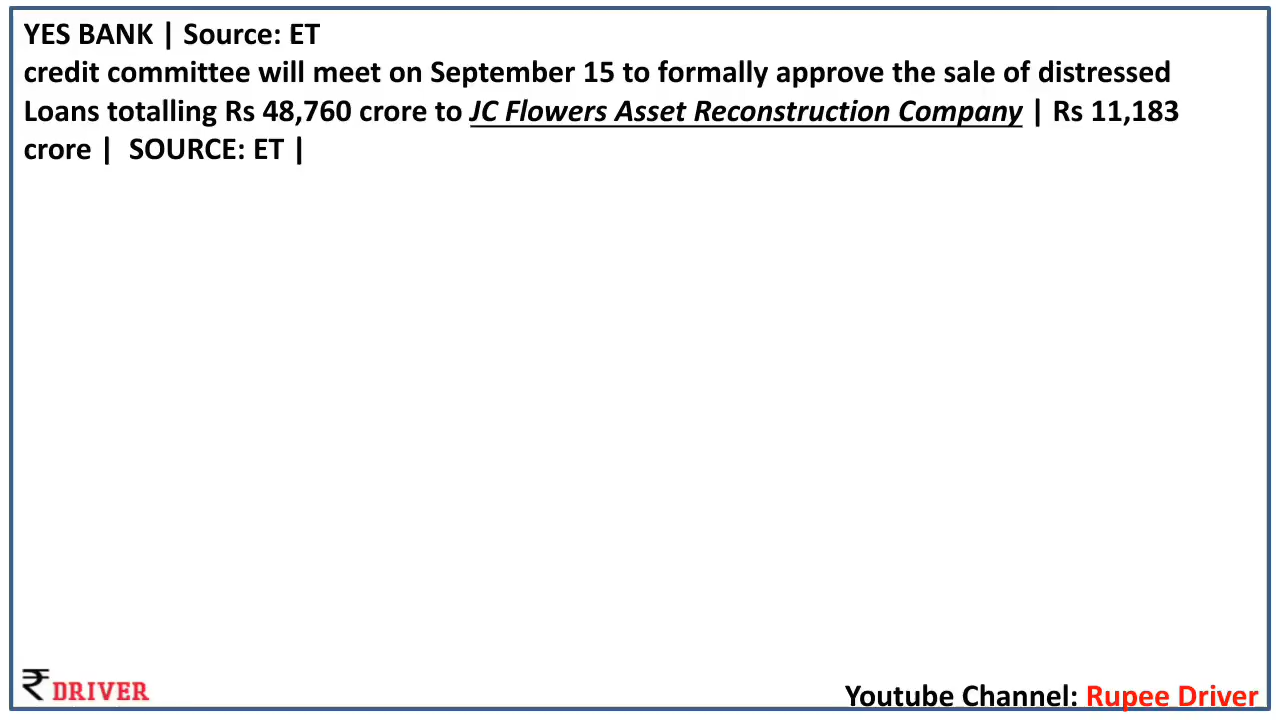 YES BANK | Source: ET
credit committee will meet on September 15 to formally approve the sale of distressed
Loans totalling Rs 48,760 crore to JC Flowers Asset Reconstruction Company | Rs 11,183
crore |  SOURCE: ET |
₹ DRIVER
Youtube Channel: Rupee Driver